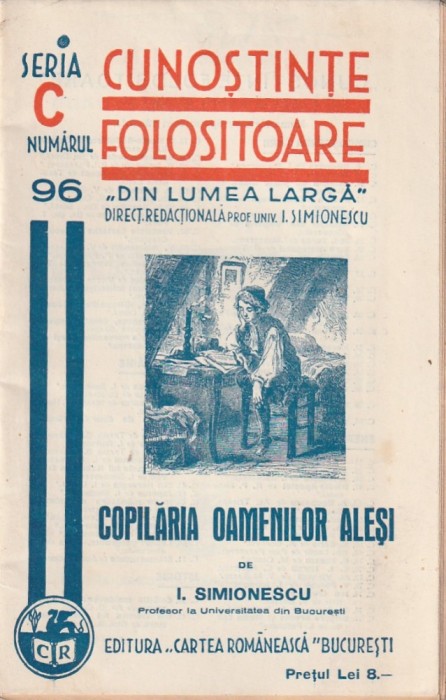 SERIA
C
NUMĂRUL
96
CUNOȘTINȚE
FOLOSITOARE
„DIN LUMEA LARGĂ”
DIRECȚ. REDACȚIONALĂ PROF. UNIV. I. SIMIONESCU
COPILĂRIA OAMENILOR ALEȘI
DE
I. SIMIONESCU
Profesor la Universitatea din București
C R
EDITURA „CARTEA ROMÂNEASCĂ” BUCUREȘTI
Prețul Lei 8.—